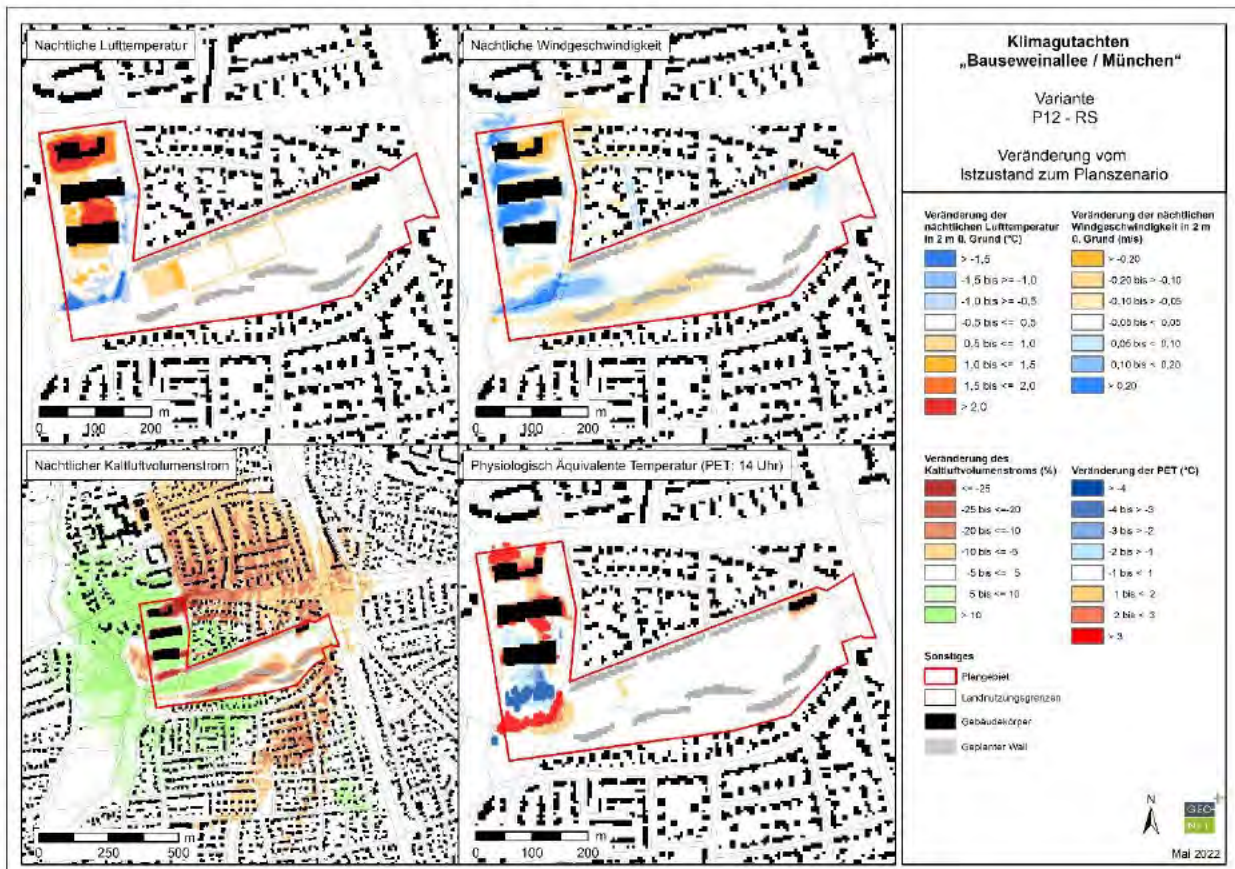 Nächtliche Lufttemperatur
0 100 200 m
Nächtliche Windgeschwindigkeit
0 100 200 m
Nächtlicher Kaltluftvolumenstrom
0 250 500 m
Physiologisch Äquivalente Temperatur (PET: 14 Uhr)
0 100 200 m
Klimagutachten
„Bauseweinallee / München“
Variante
P12 - RS
Veränderung vom
Istzustand zum Planszenario
Veränderung der
nächtlichen Lufttemperatur
in 2 m ü. Grund (°C)
> -1,5
-1,5 bis >= -1,0
-1,0 bis >= -0,5
-0,5 bis <= 0,5
0,5 bis <= 1,0
1,0 bis <= 1,5
1,5 bis <= 2,0
> 2,0
Veränderung der nächtlichen
Windgeschwindigkeit in 2 m
ü. Grund (m/s)
> -0,20
-0,20 bis > -0,10
-0,10 bis > -0,05
-0,05 bis < 0,05
0,05 bis < 0,10
0,10 bis < 0,20
> 0,20
Veränderung des
Kaltluftvolumenstroms (%)
<= -25
-25 bis <=-20
-20 bis <=-10
-10 bis <= -5
-5 bis <= 5
5 bis <= 10
> 10
Veränderung der PET (°C)
> -4
-4 bis > -3
-3 bis > -2
-2 bis > -1
-1 bis < 1
1 bis < 2
2 bis < 3
> 3
Sonstiges
Plangebiet
Landnutzungsgrenzen
Gebäudekörper
Geplanter Wall
N
GEO-
NET
Mai 2022